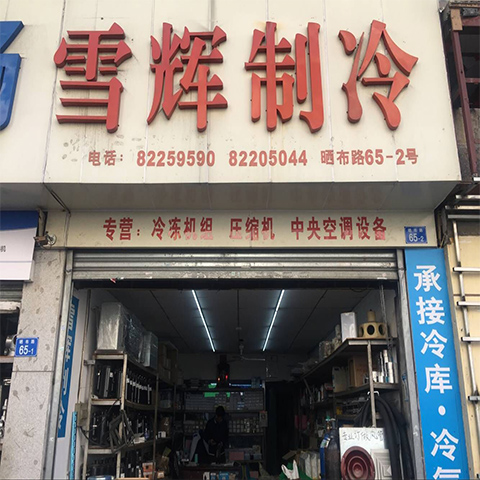 雪辉制冷
电话：82259590 82205044 晒布路65-2号
专营：冷冻机组 压缩机 中央空调设备
65-2
65-1
承接冷库·冷气